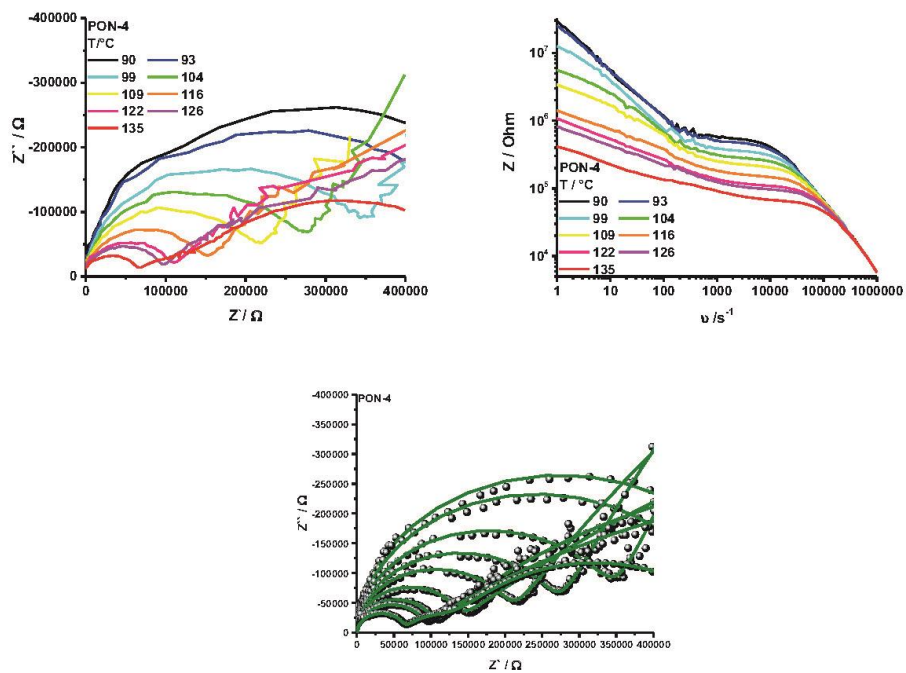 -400000
PON-4
T/°C
90 93
99 104
109 116
122 126
135
-300000
-200000
-100000
0
Z`` / Ω
0 100000 200000 300000 400000
Z`/ Ω
10⁷
10⁶
10⁵
10⁴
Z / Ohm
PON-4
T / °C
90 93
99 104
109 116
122 126
135
1 10 100 1000 10000 100000 1000000
υ /s⁻¹
-400000
PON-4
-350000
-300000
-250000
-200000
-150000
-100000
-50000
0
Z`` / Ω
0 50000 100000 150000 200000 250000 300000 350000 400000
Z` / Ω